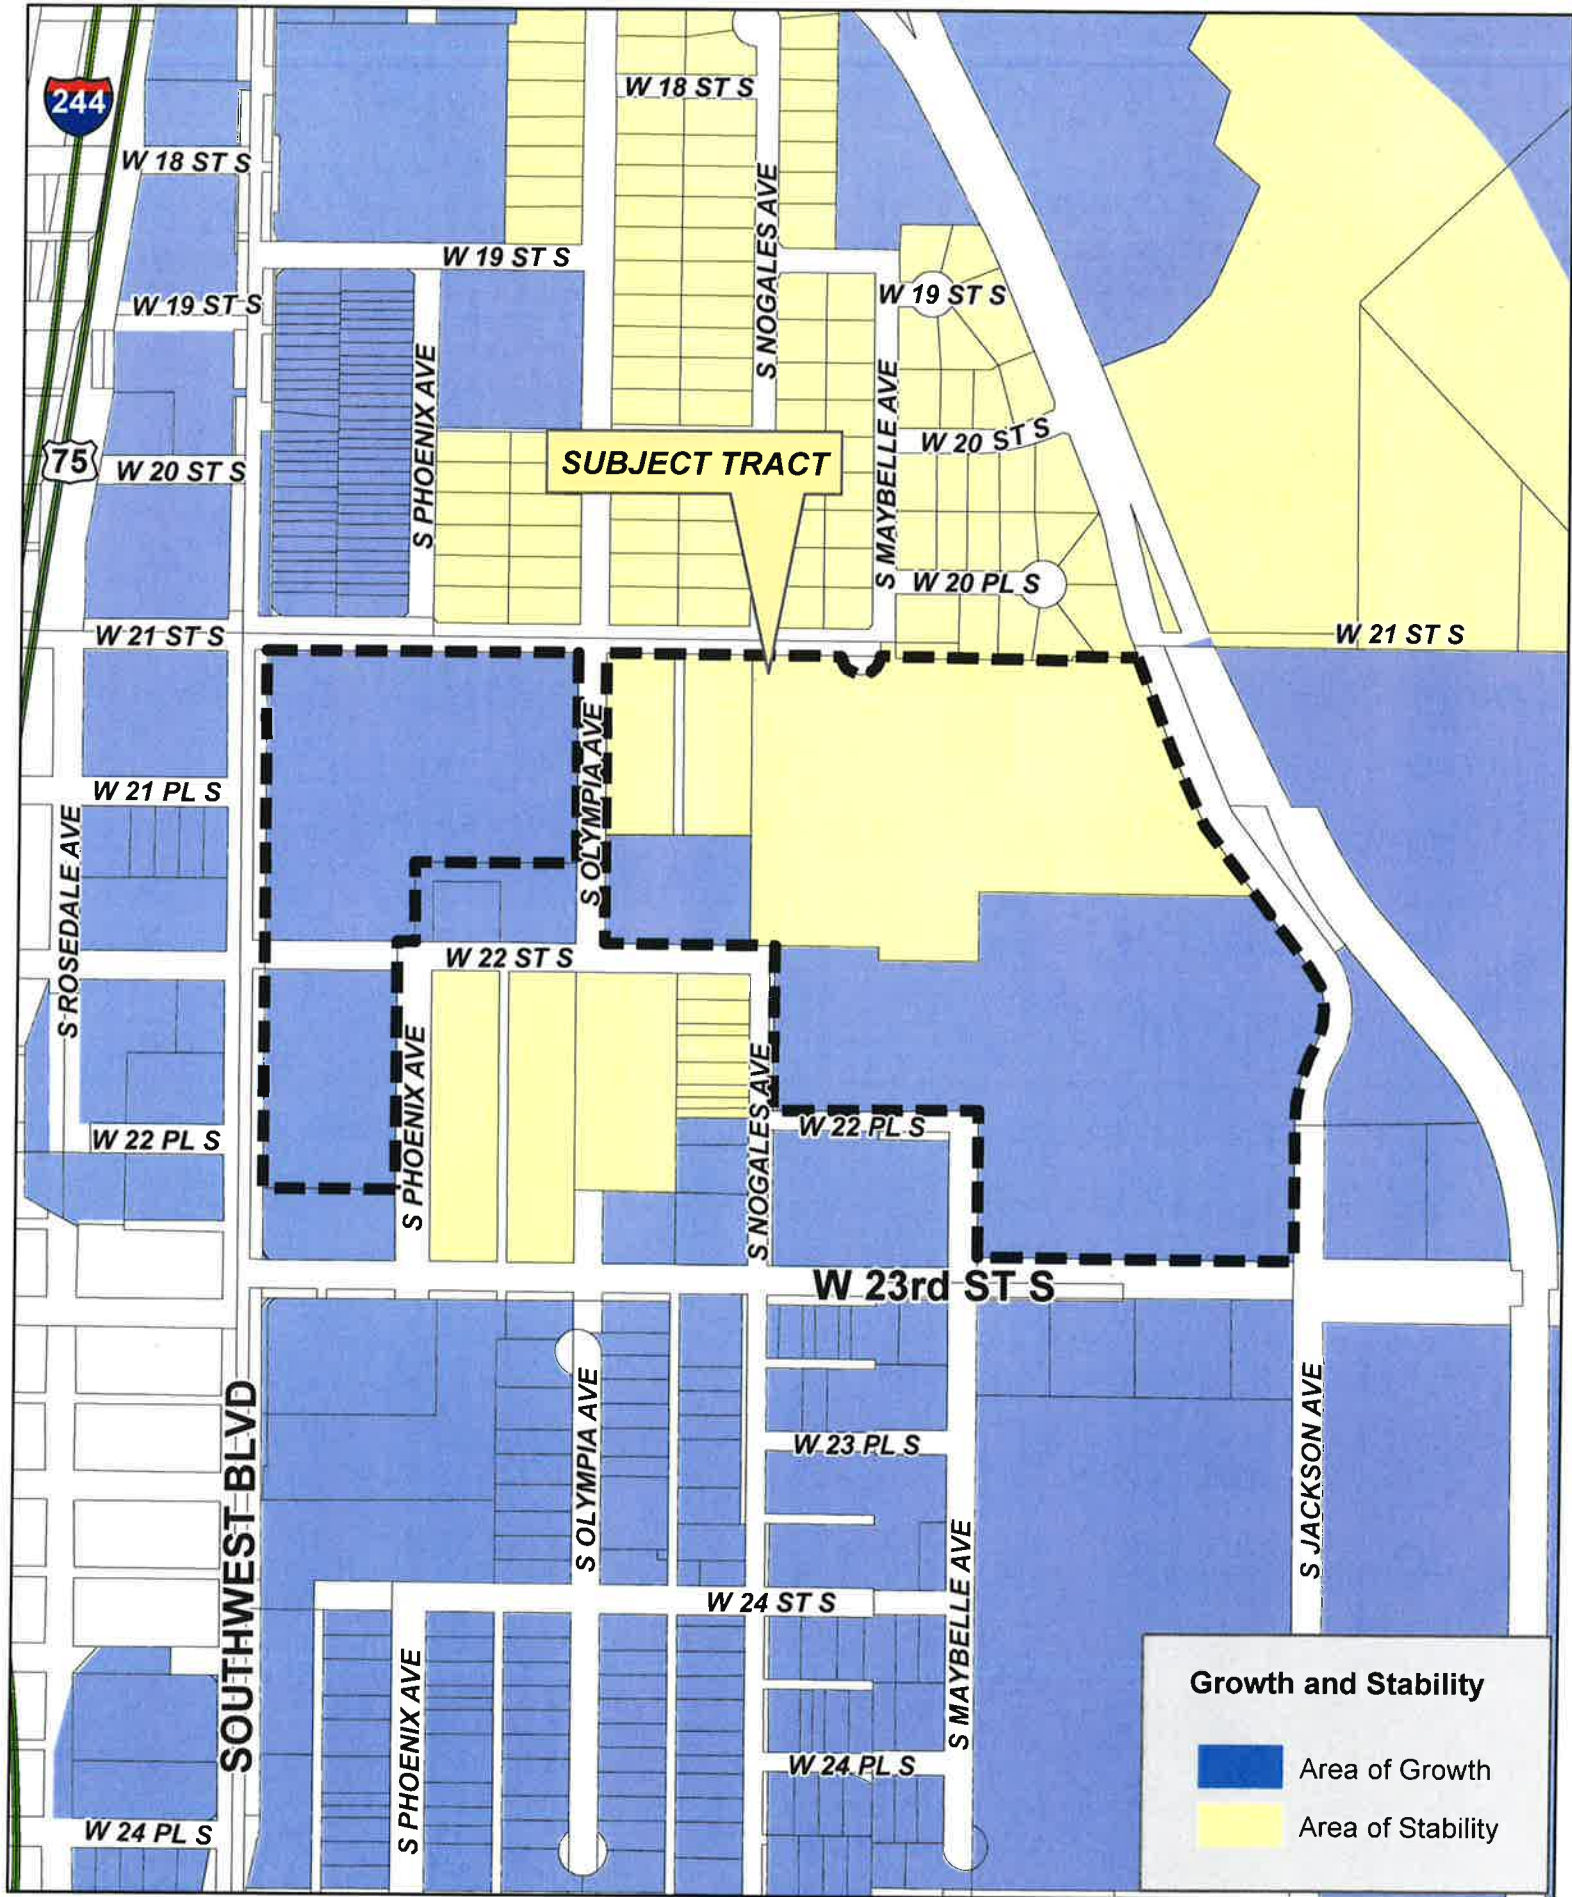 W 18 ST S
244
W 18 ST S
S NOGALES AVE
W 19 ST S
W 19 ST S
W 19 ST S
S PHOENIX AVE
S MAYBELLE AVE
W 20 ST S
75
W 20 ST S
SUBJECT TRACT
W 20 PL S
W 21 ST S
W 21 ST S
S OLYMPIA AVE
W 21 PL S
S ROSEDALE AVE
W 22 ST S
S PHOENIX AVE
S NOGALES AVE
W 22 PL S
W 22 PL S
W 23rd ST S
SOUTHWEST BLVD
S OLYMPIA AVE
S JACKSON AVE
W 23 PL S
S MAYBELLE AVE
W 24 ST S
S PHOENIX AVE
W 24 PL S
W 24 PL S
Growth and Stability
Area of Growth
Area of Stability